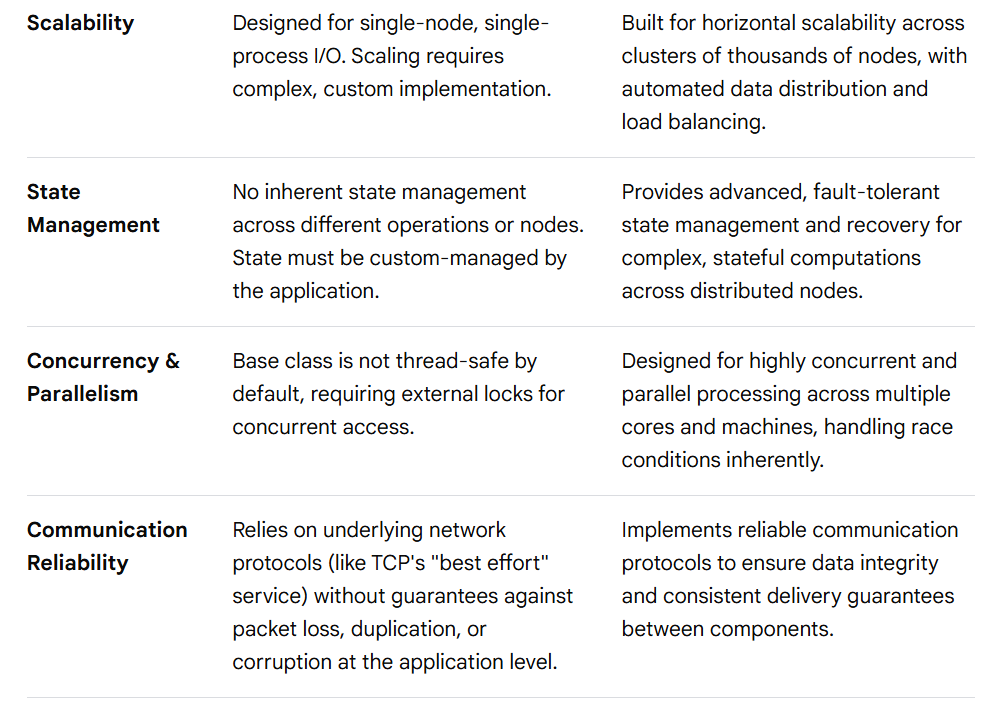 Scalability
Designed for single-node, single-
process I/O. Scaling requires
complex, custom implementation.
Built for horizontal scalability across
clusters of thousands of nodes, with
automated data distribution and
load balancing.
State
Management
No inherent state management
across different operations or nodes.
State must be custom-managed by
the application.
Provides advanced, fault-tolerant
state management and recovery for
complex, stateful computations
across distributed nodes.
Concurrency &
Parallelism
Base class is not thread-safe by
default, requiring external locks for
concurrent access.
Designed for highly concurrent and
parallel processing across multiple
cores and machines, handling race
conditions inherently.
Communication
Reliability
Relies on underlying network
protocols (like TCP's "best effort"
service) without guarantees against
packet loss, duplication, or
corruption at the application level.
Implements reliable communication
protocols to ensure data integrity
and consistent delivery guarantees
between components.